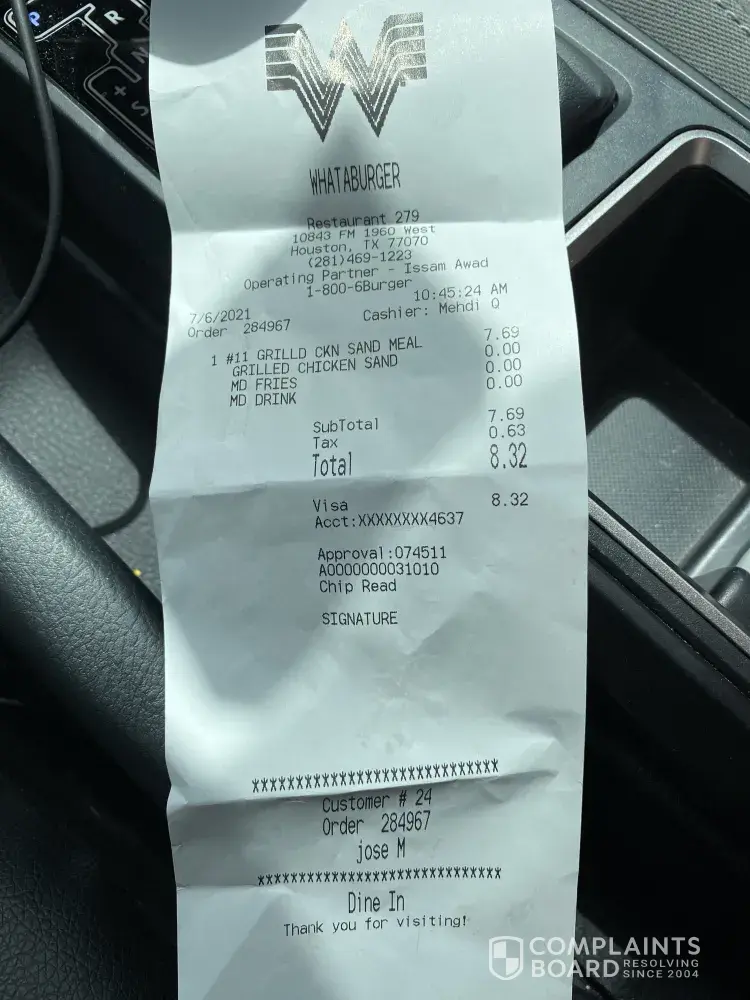 P
R
N
+
S
WHATABURGER
Restaurant 279
10843 FM 1960 West
Houston, TX 77070
(281)469-1223
Operating Partner - Issam Awad
1-800-6Burger
7/6/2021 10:45:24 AM
Order 284967 Cashier: Mehdi Q
1 #11 GRILLD CKN SAND MEAL 7.69
GRILLED CHICKEN SAND 0.00
MD FRIES 0.00
MD DRINK 0.00
SubTotal 7.69
Tax 0.63
Total 8.32
Visa 8.32
Acct:XXXXXXXX4637
Approval:074511
A0000000031010
Chip Read
SIGNATURE
****************************
Customer # 24
Order 284967
jose M
****************************
Dine In
Thank you for visiting!
COMPLAINTS
BOARD RESOLVING
SINCE 2004